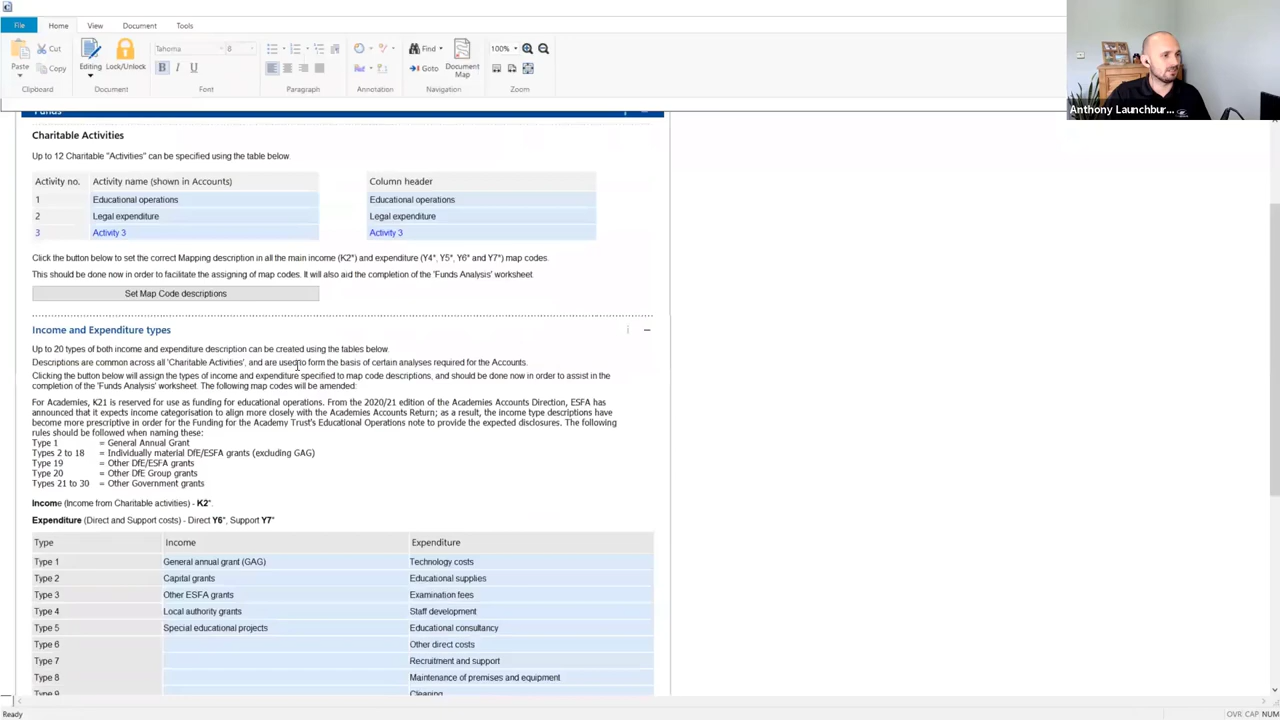 File Home View Document Tools
Paste
Cut
Copy
Clipboard
Editing
Lock/Unlock
Document
Tahoma 8
B I U
Font
Paragraph
Annotation
Find
Goto
Document
Map
Navigation
100%
Zoom
Anthony Launchbur...
Funds
Charitable Activities
Up to 12 Charitable "Activities" can be specified using the table below
Activity no. Activity name (shown in Accounts) Column header
1 Educational operations Educational operations
2 Legal expenditure Legal expenditure
3 Activity 3 Activity 3
Click the button below to set the correct Mapping description in all the main income (K2*) and expenditure (Y4*, Y5*, Y6* and Y7*) map codes.
This should be done now in order to facilitate the assigning of map codes. It will also aid the completion of the 'Funds Analysis' worksheet.
Set Map Code descriptions
Income and Expenditure types
Up to 20 types of both income and expenditure description can be created using the tables below
Descriptions are common across all 'Charitable Activities', and are used to form the basis of certain analyses required for the Accounts.
Clicking the button below will assign the types of income and expenditure specified to map code descriptions, and should be done now in order to assist in the
completion of the 'Funds Analysis' worksheet. The following map codes will be amended:
For Academies, K21 is reserved for use as funding for educational operations. From the 2020/21 edition of the Academies Accounts Direction, ESFA has
announced that it expects income categorisation to align more closely with the Academies Accounts Return; as a result, the income type descriptions have
become more prescriptive in order for the Funding for the Academy Trust's Educational Operations note to provide the expected disclosures. The following
rules should be followed when naming these:
Type 1 = General Annual Grant
Types 2 to 18 = Individually material DfE/ESFA grants (excluding GAG)
Type 19 = Other DfE/ESFA grants
Type 20 = Other DfE Group grants
Types 21 to 30 = Other Government grants
Income (Income from Charitable activities) - K2*.
Expenditure (Direct and Support costs) - Direct Y6*, Support Y7*
Type Income Expenditure
Type 1 General annual grant (GAG) Technology costs
Type 2 Capital grants Educational supplies
Type 3 Other ESFA grants Examination fees
Type 4 Local authority grants Staff development
Type 5 Special educational projects Educational consultancy
Type 6 Other direct costs
Type 7 Recruitment and support
Type 8 Maintenance of premises and equipment
Type 9 Cleaning
Ready OVR CAP NUM